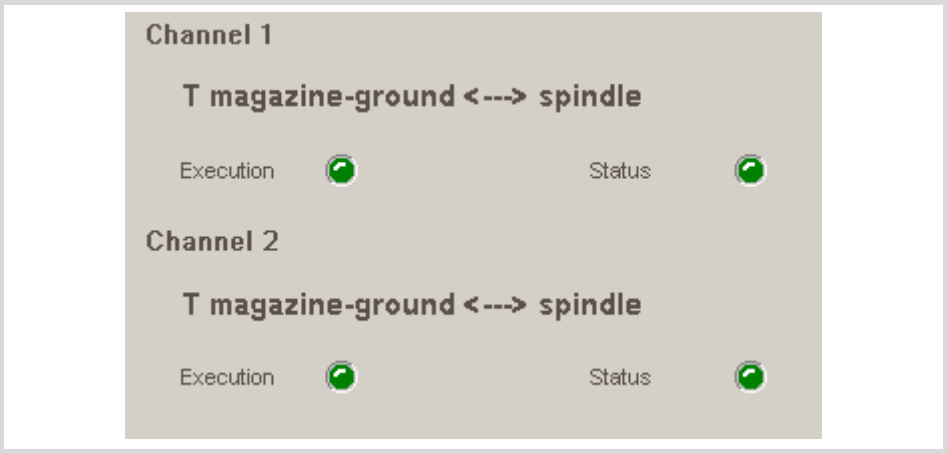 Channel 1
T magazine-ground <---> spindle
Execution Status
Channel 2
T magazine-ground <---> spindle
Execution Status